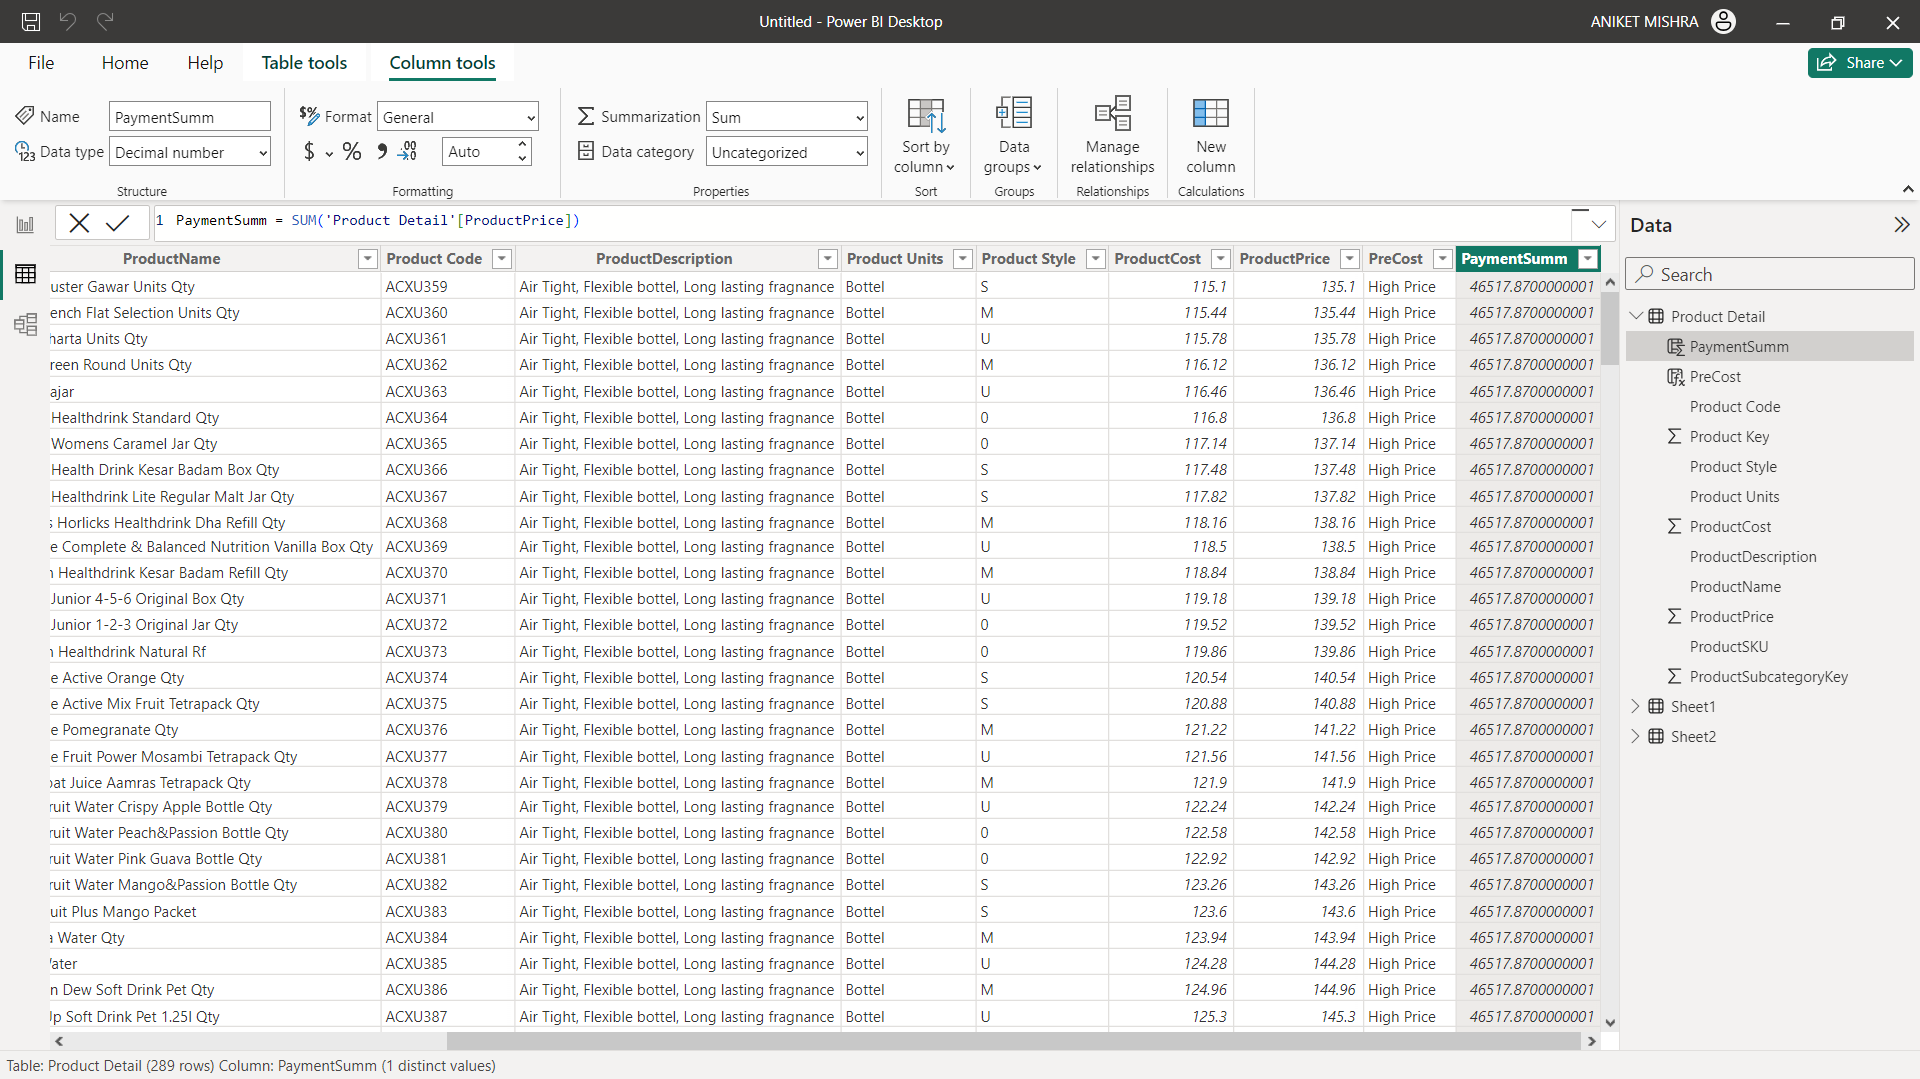 Untitled - Power BI Desktop
ANIKET MISHRA
File Home Help Table tools Column tools
Share
Name PaymentSumm
Data type Decimal number
Structure
Format General
$ % Auto
Formatting
Summarization Sum
Data category Uncategorized
Properties
Sort by column
Sort
Data groups
Groups
Manage relationships
Relationships
New column
Calculations
1 PaymentSumm = SUM('Product Detail'[ProductPrice])
ProductName Product Code ProductDescription Product Units Product Style ProductCost ProductPrice PreCost PaymentSumm
uster Gawar Units Qty ACXU359 Air Tight, Flexible bottel, Long lasting fragnance Bottel S 115.1 135.1 High Price 46517.8700000001
ench Flat Selection Units Qty ACXU360 Air Tight, Flexible bottel, Long lasting fragnance Bottel M 115.44 135.44 High Price 46517.8700000001
harta Units Qty ACXU361 Air Tight, Flexible bottel, Long lasting fragnance Bottel U 115.78 135.78 High Price 46517.8700000001
reen Round Units Qty ACXU362 Air Tight, Flexible bottel, Long lasting fragnance Bottel M 116.12 136.12 High Price 46517.8700000001
ajar ACXU363 Air Tight, Flexible bottel, Long lasting fragnance Bottel U 116.46 136.46 High Price 46517.8700000001
Healthdrink Standard Qty ACXU364 Air Tight, Flexible bottel, Long lasting fragnance Bottel 0 116.8 136.8 High Price 46517.8700000001
Womens Caramel Jar Qty ACXU365 Air Tight, Flexible bottel, Long lasting fragnance Bottel 0 117.14 137.14 High Price 46517.8700000001
Health Drink Kesar Badam Box Qty ACXU366 Air Tight, Flexible bottel, Long lasting fragnance Bottel S 117.48 137.48 High Price 46517.8700000001
Healthdrink Lite Regular Malt Jar Qty ACXU367 Air Tight, Flexible bottel, Long lasting fragnance Bottel S 117.82 137.82 High Price 46517.8700000001
s Horlicks Healthdrink Dha Refill Qty ACXU368 Air Tight, Flexible bottel, Long lasting fragnance Bottel M 118.16 138.16 High Price 46517.8700000001
e Complete & Balanced Nutrition Vanilla Box Qty ACXU369 Air Tight, Flexible bottel, Long lasting fragnance Bottel U 118.5 138.5 High Price 46517.8700000001
n Healthdrink Kesar Badam Refill Qty ACXU370 Air Tight, Flexible bottel, Long lasting fragnance Bottel M 118.84 138.84 High Price 46517.8700000001
Junior 4-5-6 Original Box Qty ACXU371 Air Tight, Flexible bottel, Long lasting fragnance Bottel U 119.18 139.18 High Price 46517.8700000001
Junior 1-2-3 Original Jar Qty ACXU372 Air Tight, Flexible bottel, Long lasting fragnance Bottel 0 119.52 139.52 High Price 46517.8700000001
n Healthdrink Natural Rf ACXU373 Air Tight, Flexible bottel, Long lasting fragnance Bottel 0 119.86 139.86 High Price 46517.8700000001
e Active Orange Qty ACXU374 Air Tight, Flexible bottel, Long lasting fragnance Bottel S 120.54 140.54 High Price 46517.8700000001
e Active Mix Fruit Tetrapack Qty ACXU375 Air Tight, Flexible bottel, Long lasting fragnance Bottel S 120.88 140.88 High Price 46517.8700000001
e Pomegranate Qty ACXU376 Air Tight, Flexible bottel, Long lasting fragnance Bottel M 121.22 141.22 High Price 46517.8700000001
e Fruit Power Mosambi Tetrapack Qty ACXU377 Air Tight, Flexible bottel, Long lasting fragnance Bottel U 121.56 141.56 High Price 46517.8700000001
oat Juice Aamras Tetrapack Qty ACXU378 Air Tight, Flexible bottel, Long lasting fragnance Bottel M 121.9 141.9 High Price 46517.8700000001
ruit Water Crispy Apple Bottle Qty ACXU379 Air Tight, Flexible bottel, Long lasting fragnance Bottel U 122.24 142.24 High Price 46517.8700000001
ruit Water Peach&Passion Bottle Qty ACXU380 Air Tight, Flexible bottel, Long lasting fragnance Bottel 0 122.58 142.58 High Price 46517.8700000001
ruit Water Pink Guava Bottle Qty ACXU381 Air Tight, Flexible bottel, Long lasting fragnance Bottel 0 122.92 142.92 High Price 46517.8700000001
ruit Water Mango&Passion Bottle Qty ACXU382 Air Tight, Flexible bottel, Long lasting fragnance Bottel S 123.26 143.26 High Price 46517.8700000001
uit Plus Mango Packet ACXU383 Air Tight, Flexible bottel, Long lasting fragnance Bottel S 123.6 143.6 High Price 46517.8700000001
a Water Qty ACXU384 Air Tight, Flexible bottel, Long lasting fragnance Bottel M 123.94 143.94 High Price 46517.8700000001
ater ACXU385 Air Tight, Flexible bottel, Long lasting fragnance Bottel U 124.28 144.28 High Price 46517.8700000001
n Dew Soft Drink Pet Qty ACXU386 Air Tight, Flexible bottel, Long lasting fragnance Bottel M 124.96 144.96 High Price 46517.8700000001
Up Soft Drink Pet 1.25l Qty ACXU387 Air Tight, Flexible bottel, Long lasting fragnance Bottel U 125.3 145.3 High Price 46517.8700000001
Data
Search
Product Detail
PaymentSumm
PreCost
Product Code
Product Key
Product Style
Product Units
ProductCost
ProductDescription
ProductName
ProductPrice
ProductSKU
ProductSubcategoryKey
Sheet1
Sheet2
Table: Product Detail (289 rows) Column: PaymentSumm (1 distinct values)